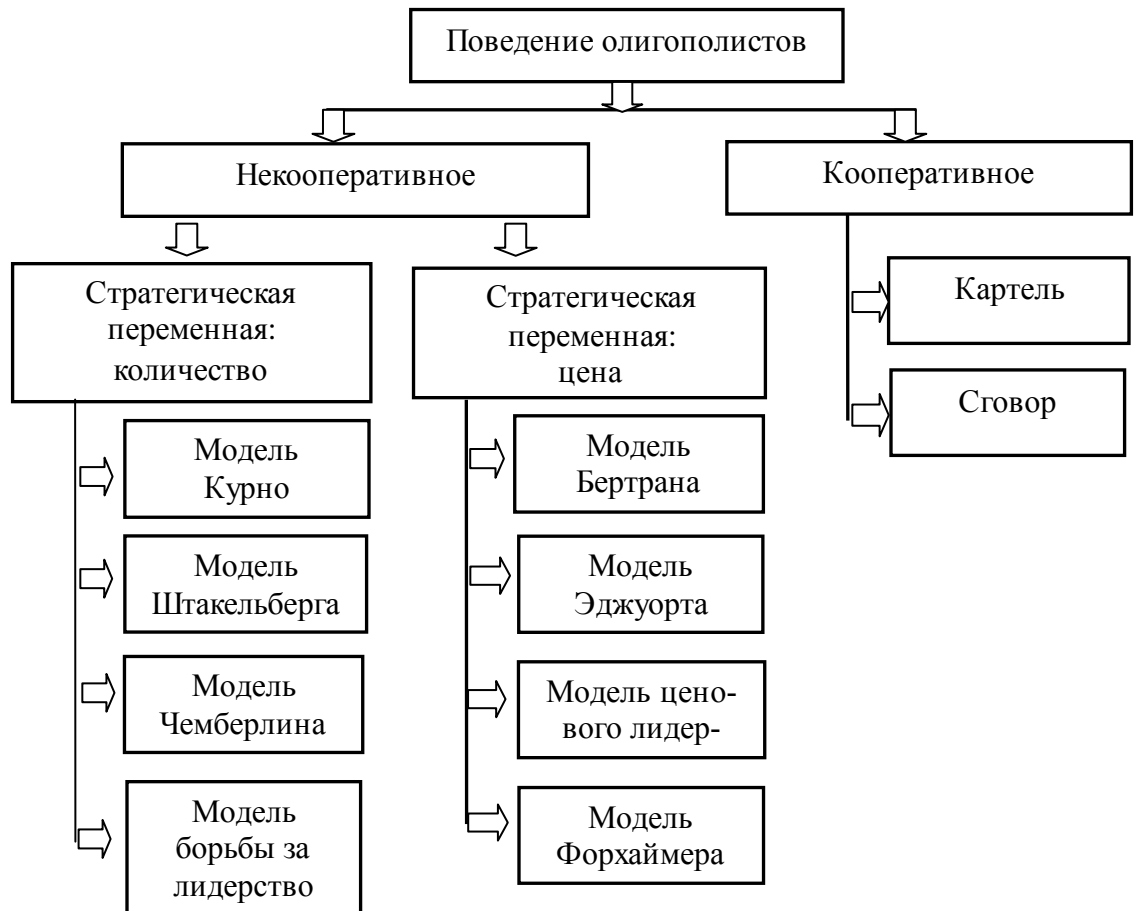 Поведение олигополистов
Некооперативное
Кооперативное
Стратегическая
переменная:
количество
Модель
Курно
Модель
Штакельберга
Модель
Чемберлина
Модель
борьбы за
лидерство
Стратегическая
переменная:
цена
Модель
Бертрана
Модель
Эджуорта
Модель цено-
вого лидер-
Модель
Форхаймера
Картель
Сговор